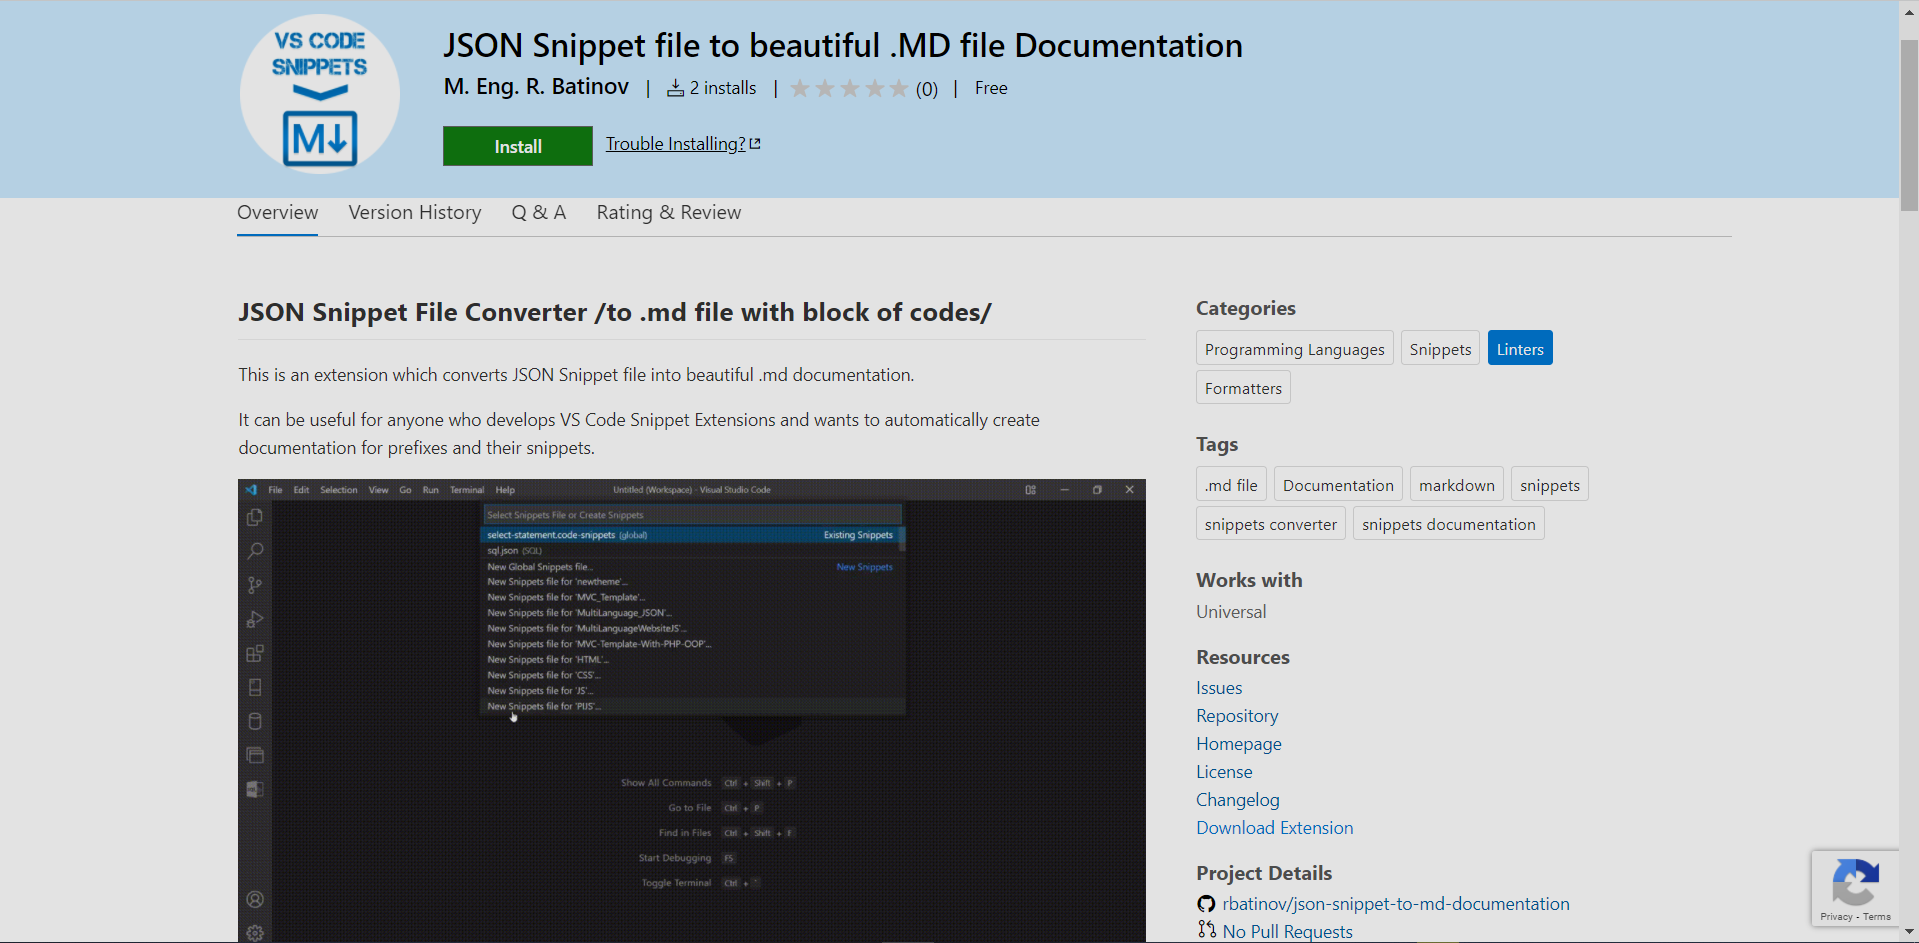 VS CODE
SNIPPETS
M
JSON Snippet file to beautiful .MD file Documentation
M. Eng. R. Batinov | 2 installs | (0) | Free
Install Trouble Installing?
Overview Version History Q & A Rating & Review
JSON Snippet File Converter /to .md file with block of codes/
This is an extension which converts JSON Snippet file into beautiful .md documentation.
It can be useful for anyone who develops VS Code Snippet Extensions and wants to automatically create
documentation for prefixes and their snippets.
File Edit Selection View Go Run Terminal Help Untitled (Workspace) - Visual Studio Code
Select Snippets File or Create Snippets
select-statement.code-snippets (global) Existing Snippets
sql.json (SQL)
New Global Snippets file... New Snippets
New Snippets file for 'newtheme'...
New Snippets file for 'MVC_Template'...
New Snippets file for 'MultiLanguage_JSON'...
New Snippets file for 'MultiLanguageWebsiteJS'...
New Snippets file for 'MVC-Template-With-PHP-OOP'...
New Snippets file for 'HTML'...
New Snippets file for 'CSS'...
New Snippets file for 'JS'...
New Snippets file for
Show All Commands Ctrl + Shift + P
Go to File Ctrl + P
Find in Files Ctrl + Shift + F
Start Debugging F5
Toggle Terminal Ctrl + `
Categories
Programming Languages Snippets Linters
Formatters
Tags
.md file Documentation markdown snippets
snippets converter snippets documentation
Works with
Universal
Resources
Issues
Repository
Homepage
License
Changelog
Download Extension
Project Details
rbatinov/json-snippet-to-md-documentation
No Pull Requests
Privacy - Terms